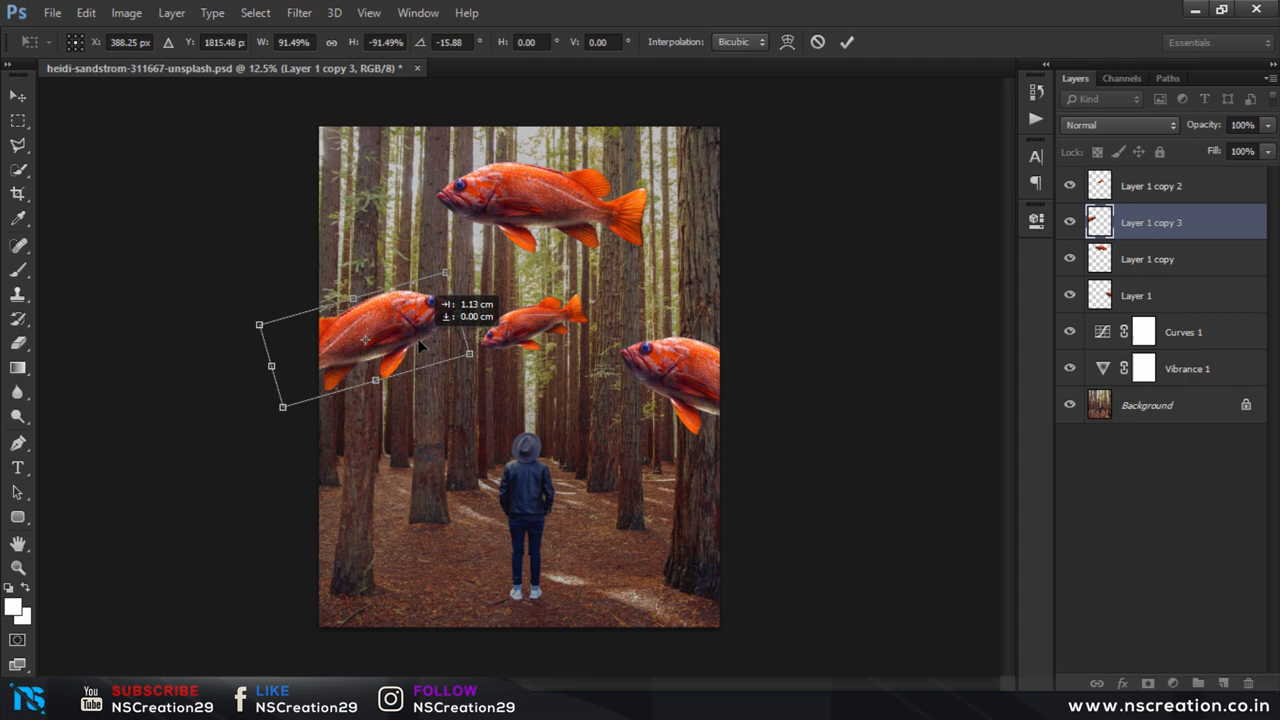 Ps File Edit Image Layer Type Select Filter 3D View Window Help
X: 388.25 px Y: 1815.48 p: W: 91.49% H: -91.49% -15.88 ° H: 0.00 ° V: 0.00 ° Interpolation: Bicubic Essentials
heidi-sandstrom-311667-unsplash.psd @ 12.5% (Layer 1 copy 3, RGB/8) * ×
Layers Channels Paths
Kind
Normal Opacity: 100%
Lock: Fill: 100%
Layer 1 copy 2
Layer 1 copy 3
Layer 1 copy
Layer 1
Curves 1
Vibrance 1
Background
1.13 cm
0.00 cm
You Tube SUBSCRIBE
NSCreation29
LIKE
NSCreation29
FOLLOW
NSCreation29
www.nscreation.co.in